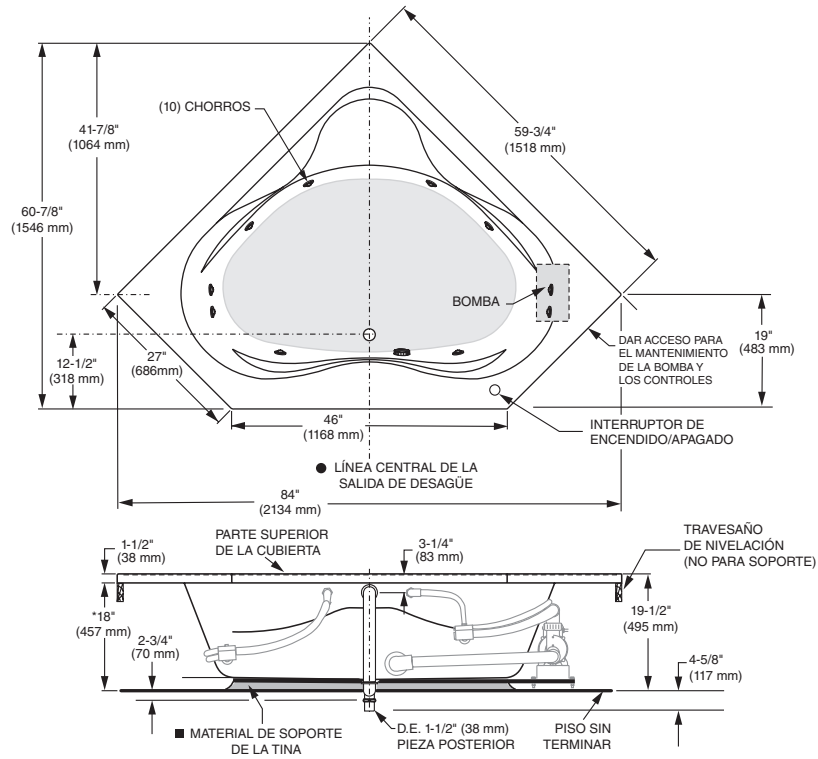 (10) CHORROS
41-7/8"
(1064 mm)
59-3/4"
(1518 mm)
60-7/8"
(1546 mm)
BOMBA
12-1/2"
(318 mm)
27"
(686mm)
19"
(483 mm)
DAR ACCESO PARA
EL MANTENIMIENTO
DE LA BOMBA Y
LOS CONTROLES
46"
(1168 mm)
INTERRUPTOR DE
ENCENDIDO/APAGADO
● LÍNEA CENTRAL DE LA
SALIDA DE DESAGÜE
84"
(2134 mm)
1-1/2"
(38 mm)
PARTE SUPERIOR
DE LA CUBIERTA
3-1/4"
(83 mm)
TRAVESAÑO
DE NIVELACIÓN
(NO PARA SOPORTE)
*18"
(457 mm)
2-3/4"
(70 mm)
19-1/2"
(495 mm)
4-5/8"
(117 mm)
■ MATERIAL DE SOPORTE
DE LA TINA
D.E. 1-1/2" (38 mm)
PIEZA POSTERIOR
PISO SIN
TERMINAR